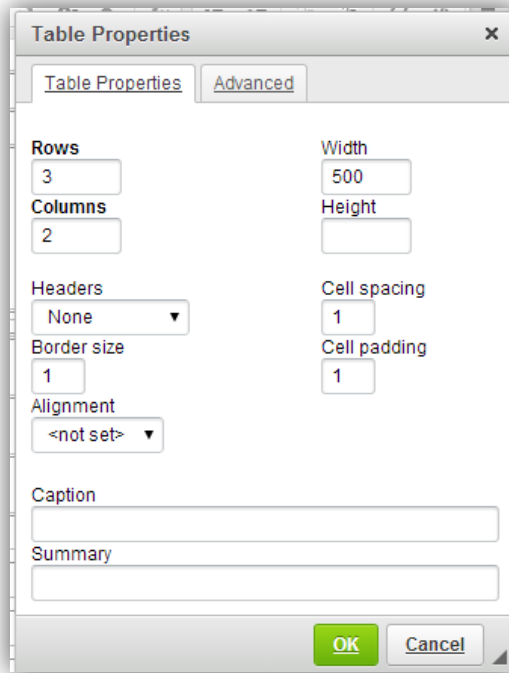 Table Properties ×
Table Properties Advanced
Rows Width
3 500
Columns Height
2
Headers Cell spacing
None 1
Border size Cell padding
1 1
Alignment
<not set>
Caption
Summary
OK Cancel